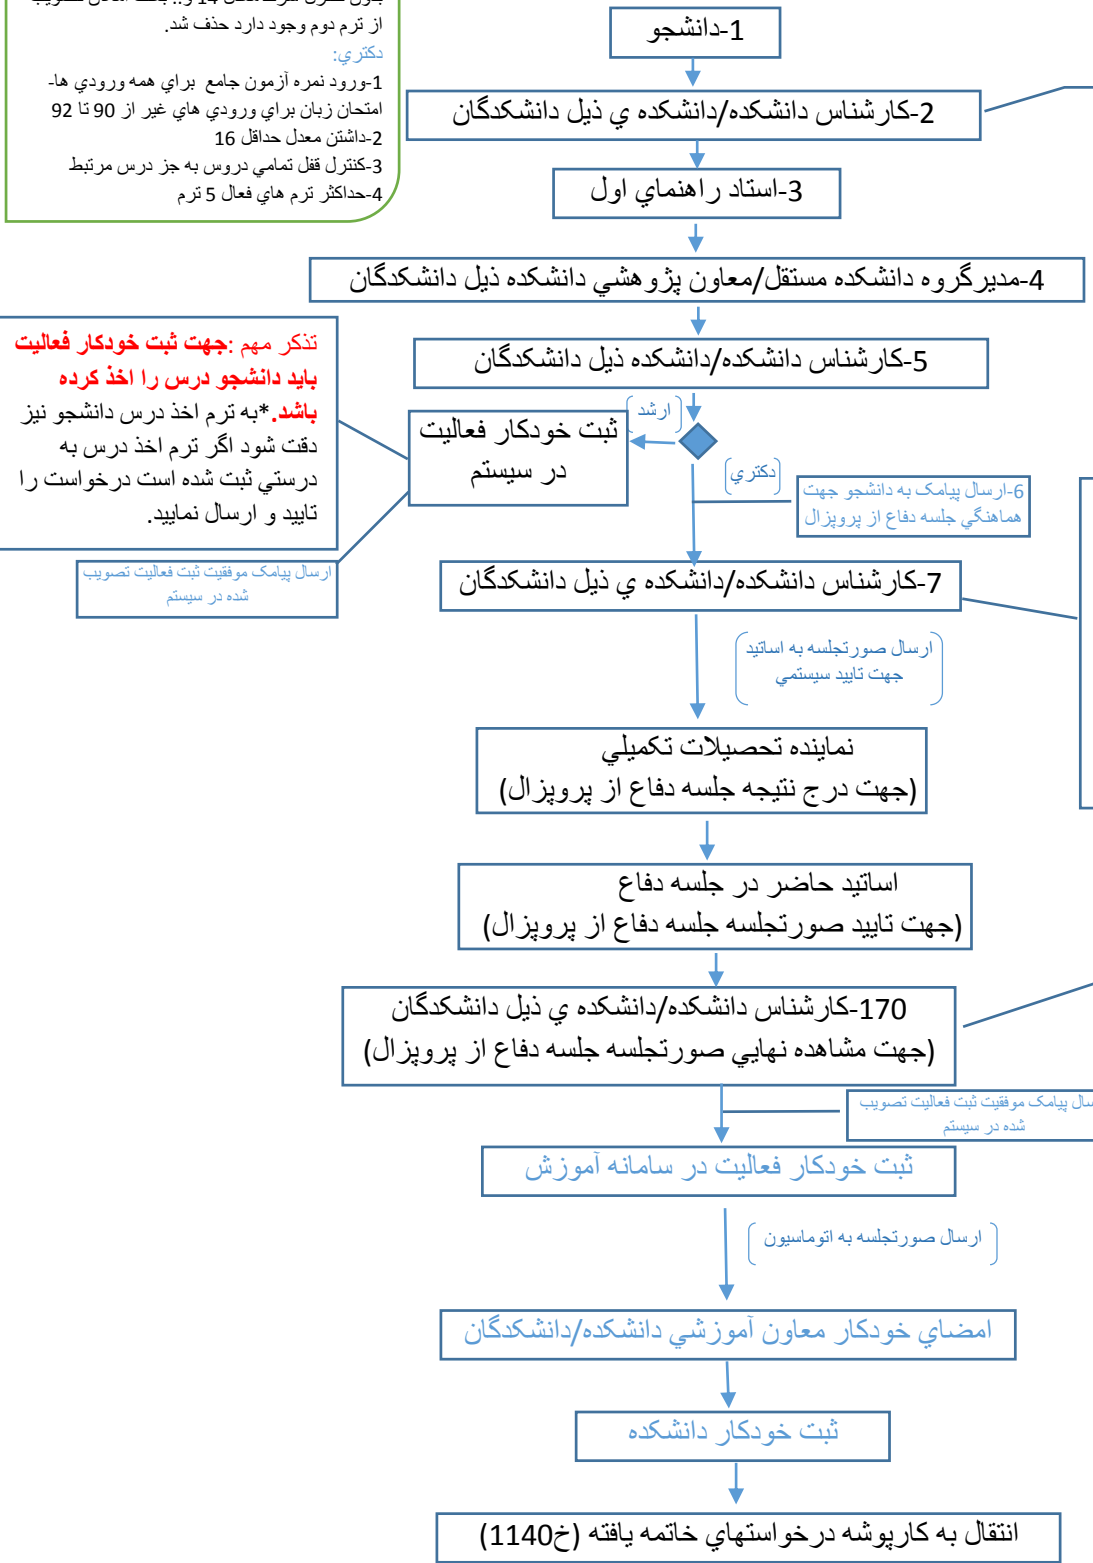 از ترم دوم وجود دارد حذف شد.
دكتري:
1-ورود نمره آزمون جامع براي همه ورودي ها-
امتحان زبان براي ورودي هاي غير از 90 تا 92
2-داشتن معدل حداقل 16
3-كنترل قفل تمامي دروس به جز درس مرتبط
4-حداكثر ترم هاي فعال 5 ترم
1-دانشجو
2-كارشناس دانشكده/دانشكده ي ذيل دانشكدگان
3-استاد راهنماي اول
4-مديرگروه دانشكده مستقل/معاون پژوهشي دانشكده ذيل دانشكدگان
5-كارشناس دانشكده/دانشكده ذيل دانشكدگان
تذكر مهم :جهت ثبت خودكار فعاليت
بايد دانشجو درس را اخذ كرده
باشد.*به ترم اخذ درس دانشجو نيز
دقت شود اگر ترم اخذ درس به
درستي ثبت شده است درخواست را
تاييد و ارسال نماييد.
ارشد
ثبت خودكار فعاليت
در سيستم
دكتري
6-ارسال پيامک به دانشجو جهت
هماهنگي جلسه دفاع از پروپزال
ارسال پيامک موفقيت ثبت فعاليت تصويب
شده در سيستم
7-كارشناس دانشكده/دانشكده ي ذيل دانشكدگان
ارسال صورتجلسه به اساتيد
جهت تاييد سيستمي
نماينده تحصيلات تكميلي
(جهت درج نتيجه جلسه دفاع از پروپزال)
اساتيد حاضر در جلسه دفاع
(جهت تاييد صورتجلسه جلسه دفاع از پروپزال)
170-كارشناس دانشكده/دانشكده ي ذيل دانشكدگان
(جهت مشاهده نهايي صورتجلسه جلسه دفاع از پروپزال)
پيامک موفقيت ثبت فعاليت تصويب
شده در سيستم
ثبت خودكار فعاليت در سامانه آموزش
ارسال صورتجلسه به اتوماسيون
امضاي خودكار معاون آموزشي دانشكده/دانشكدگان
ثبت خودكار دانشكده
انتقال به كارپوشه درخواستهاي خاتمه يافته (خ1140)